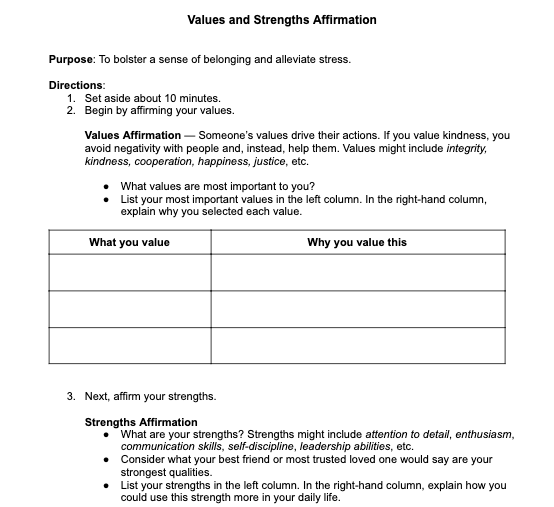 Values and Strengths Affirmation
Purpose: To bolster a sense of belonging and alleviate stress.
Directions:
1. Set aside about 10 minutes.
2. Begin by affirming your values.
Values Affirmation — Someone's values drive their actions. If you value kindness, you
avoid negativity with people and, instead, help them. Values might include integrity,
kindness, cooperation, happiness, justice, etc.
● What values are most important to you?
● List your most important values in the left column. In the right-hand column,
explain why you selected each value.
What you value Why you value this
3. Next, affirm your strengths.
Strengths Affirmation
● What are your strengths? Strengths might include attention to detail, enthusiasm,
communication skills, self-discipline, leadership abilities, etc.
● Consider what your best friend or most trusted loved one would say are your
strongest qualities.
● List your strengths in the left column. In the right-hand column, explain how you
could use this strength more in your daily life.